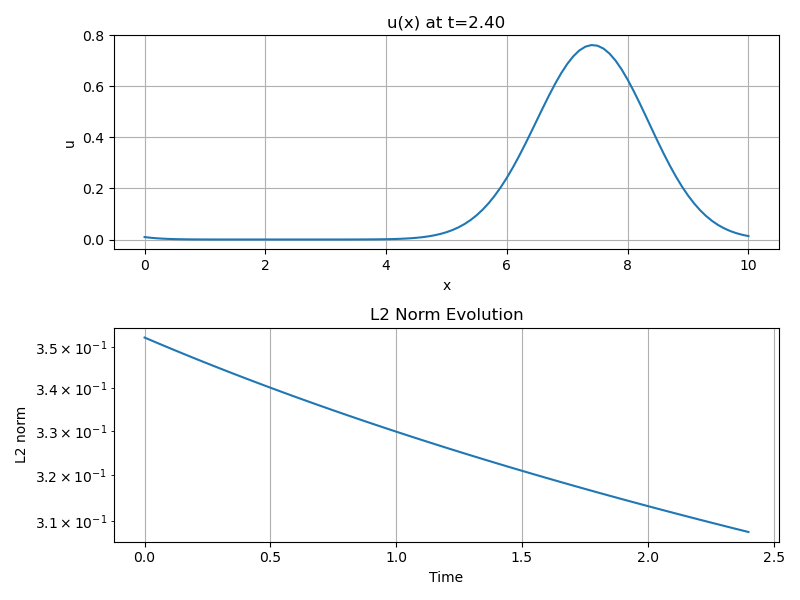 u(x) at t=2.40
0.8
0.6
0.4
0.2
0.0
u
0 2 4 6 8 10
x
L2 Norm Evolution
3.5 × 10⁻¹
3.4 × 10⁻¹
3.3 × 10⁻¹
3.2 × 10⁻¹
3.1 × 10⁻¹
L2 norm
0.0 0.5 1.0 1.5 2.0 2.5
Time